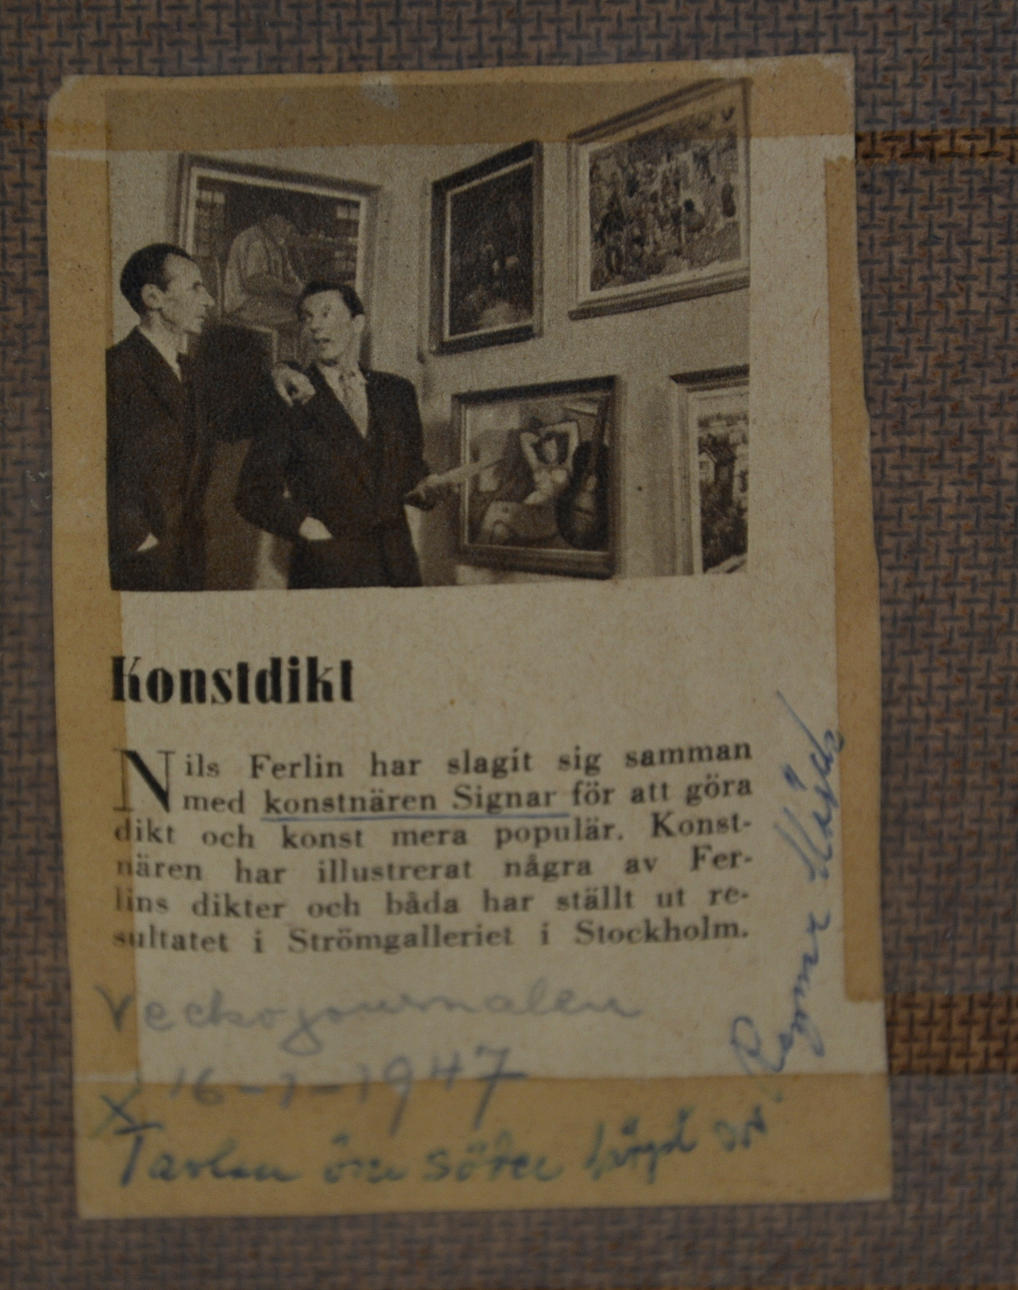 Konstdikt
Nils Ferlin har slagit sig samman
med konstnären Signar för att göra
dikt och konst mera populär. Konst-
nären har illustrerat några av Fer-
lins dikter och båda har ställt ut re-
sultatet i Strömgalleriet i Stockholm.
Veckojournalen
16-1-1947
X
Tavlan övre
Ragnar